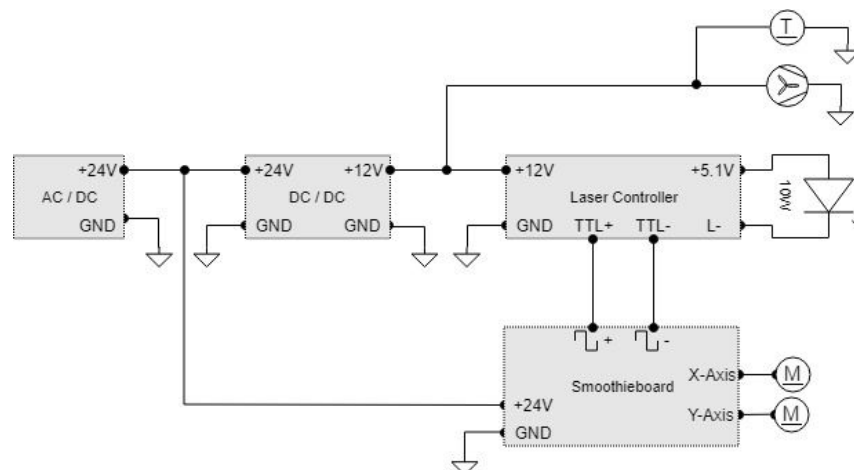 T
+24V
AC / DC
GND
+24V +12V
DC / DC
GND GND
+12V +5.1V
Laser Controller
GND TTL+ TTL- L-
10W
+ -
Smoothieboard
X-Axis
M
+24V
Y-Axis
M
GND